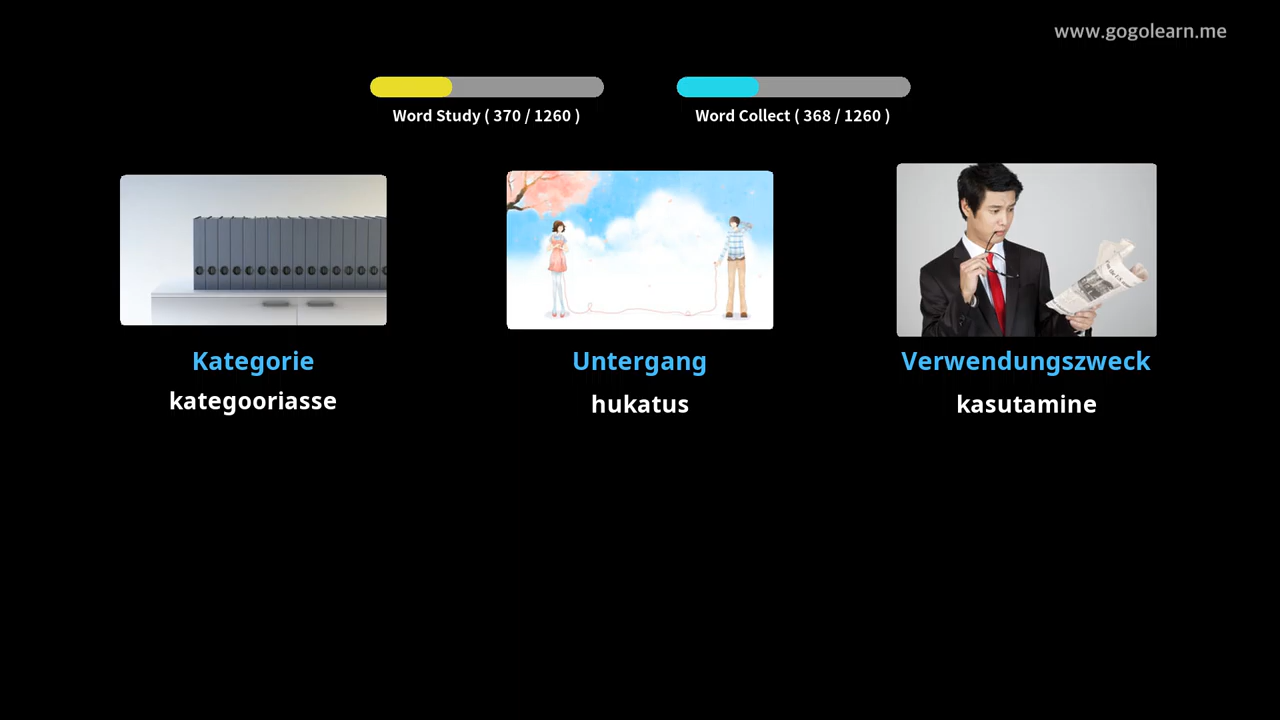 www.gogolearn.me
Word Study ( 370 / 1260 )
Word Collect ( 368 / 1260 )
Kategorie
Untergang
Verwendungszweck
kategooriasse
hukatus
kasutamine